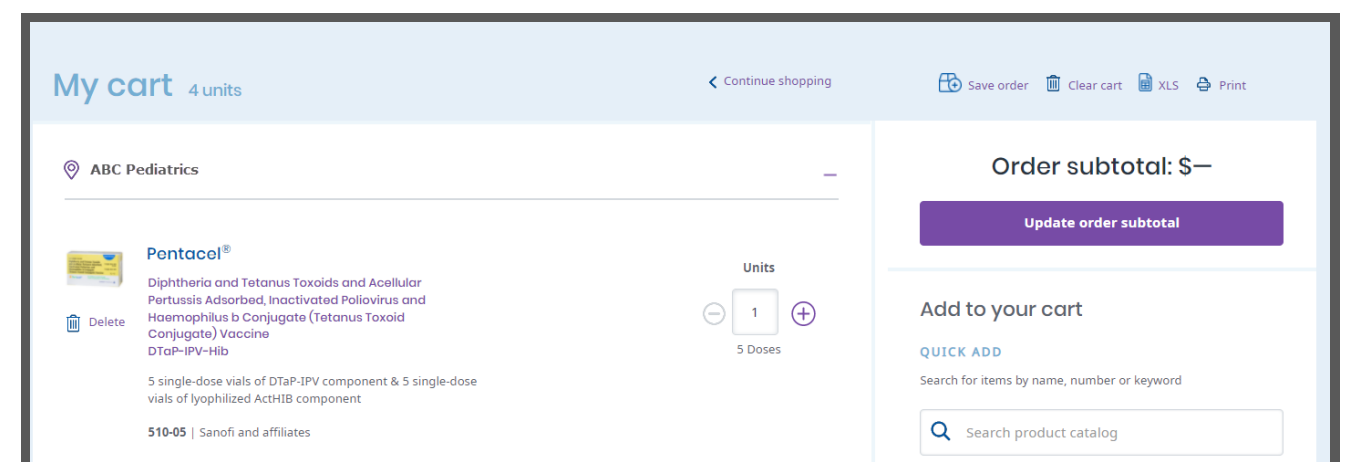 My cart 4 units
Continue shopping
Save order Clear cart XLS Print
ABC Pediatrics
Pentacel®
Diphtheria and Tetanus Toxoids and Acellular
Pertussis Adsorbed, Inactivated Poliovirus and
Haemophilus b Conjugate (Tetanus Toxoid
Conjugate) Vaccine
DTaP-IPV-Hib
Delete
5 single-dose vials of DTaP-IPV component & 5 single-dose
vials of lyophilized ActHIB component
510-05 | Sanofi and affiliates
Units
1
5 Doses
Order subtotal: $—
Update order subtotal
Add to your cart
QUICK ADD
Search for items by name, number or keyword
Search product catalog